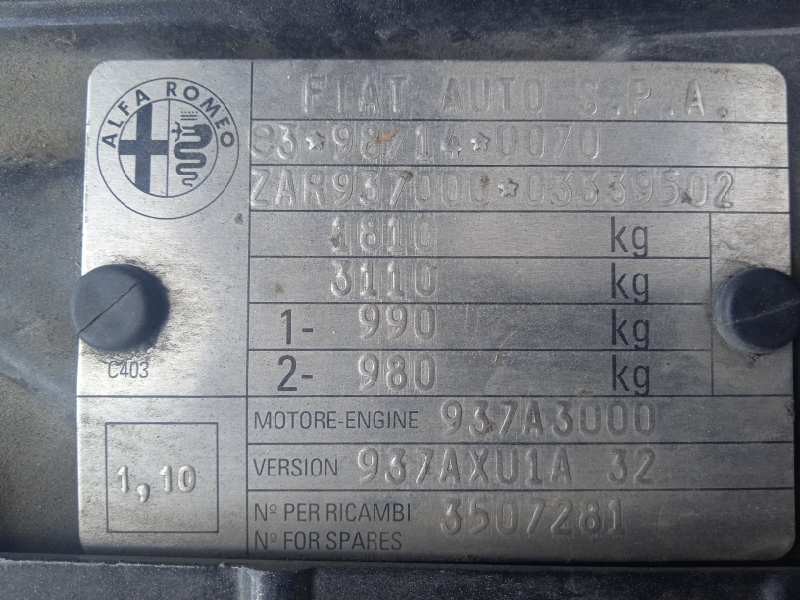 ALFA ROMEO
FIAT AUTO S.P.A.
e3*98/14*0070
ZAR937000*03339502
1810 kg
3110 kg
1- 990 kg
2- 980 kg
C403
MOTORE-ENGINE 937A3000
1,10
VERSION 937AXU1A 32
Nº PER RICAMBI 3507281
Nº FOR SPARES